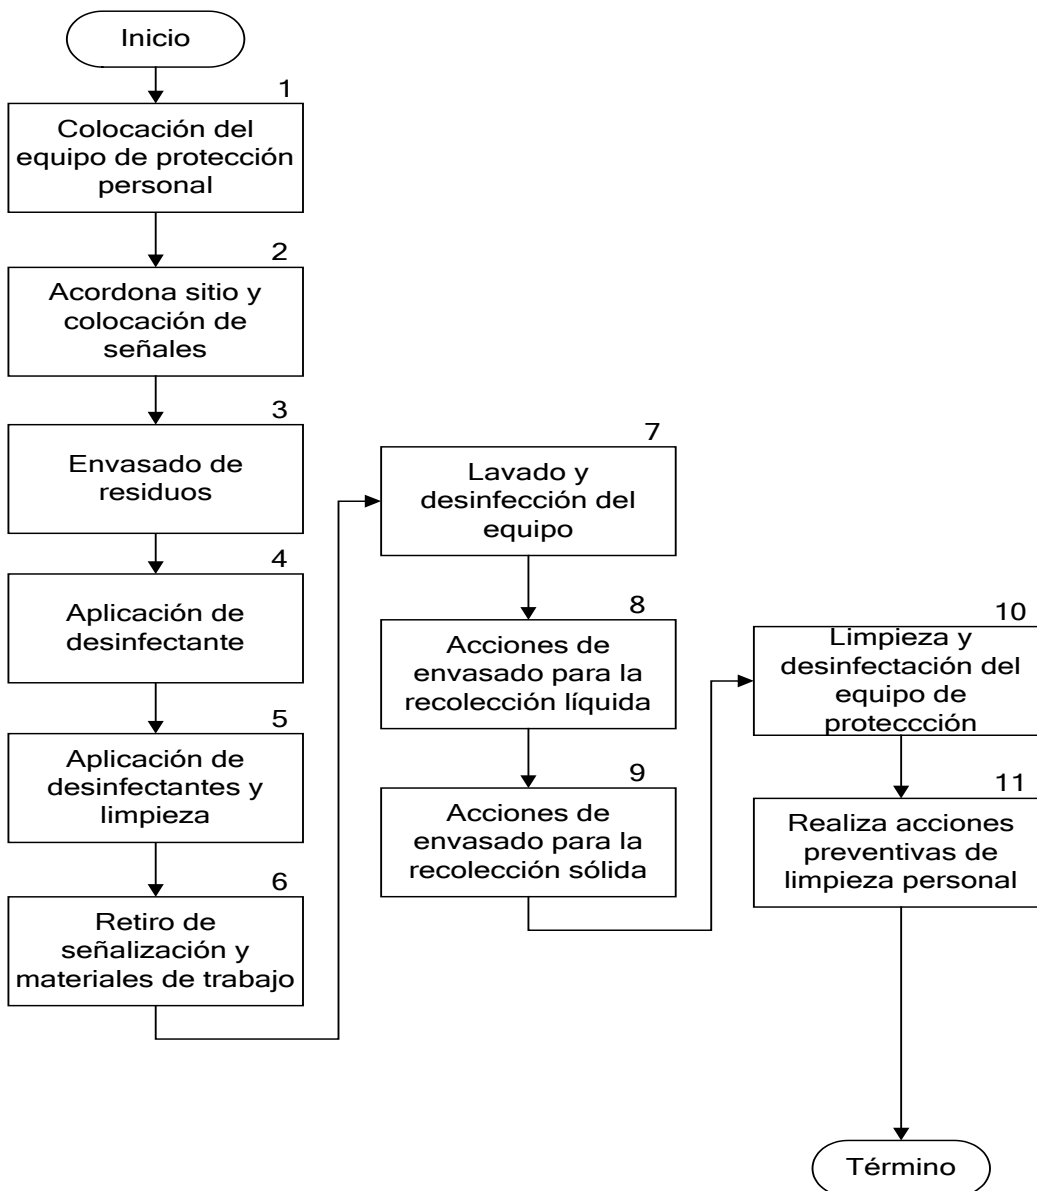 Inicio
1
Colocación del
equipo de protección
personal
2
Acordona sitio y
colocación de
señales
3
Envasado de
residuos
4
Aplicación de
desinfectante
5
Aplicación de
desinfectantes y
limpieza
6
Retiro de
señalización y
materiales de trabajo
7
Lavado y
desinfección del
equipo
8
Acciones de
envasado para la
recolección líquida
9
Acciones de
envasado para la
recolección sólida
10
Limpieza y
desinfectación del
equipo de
protecccción
11
Realiza acciones
preventivas de
limpieza personal
Término